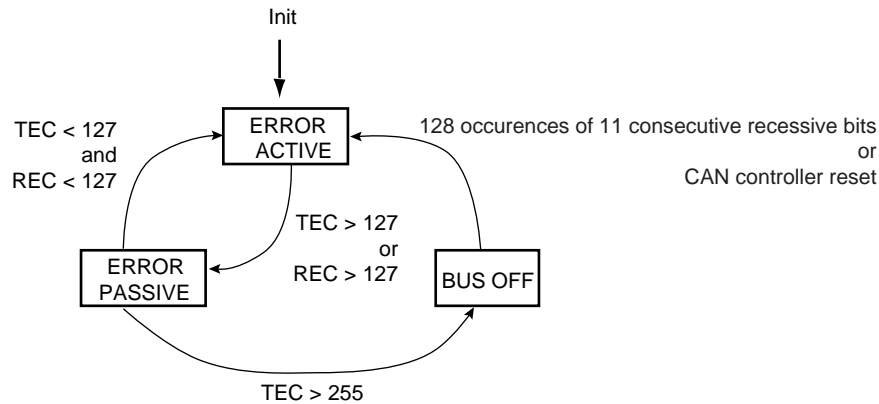 Init
TEC < 127
and
REC < 127
ERROR
ACTIVE
128 occurences of 11 consecutive recessive bits
or
CAN controller reset
TEC > 127
or
REC > 127
ERROR
PASSIVE
BUS OFF
TEC > 255